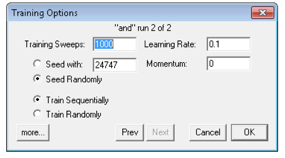 Training Options
"and" run 2 of 2
Training Sweeps: 1000 Learning Rate: 0.1
Seed with: 24747 Momentum: 0
Seed Randomly
Train Sequentially
Train Randomly
more... Prev Next Cancel OK